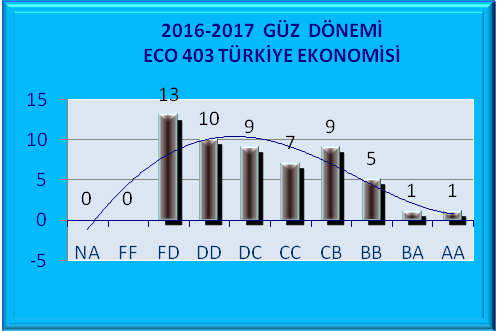 2016-2017 GÜZ DÖNEMİ
ECO 403 TÜRKİYE EKONOMİSİ
15
10
5
0
-5
0 0 13 10 9 7 9 5 1 1
NA FF FD DD DC CC CB BB BA AA